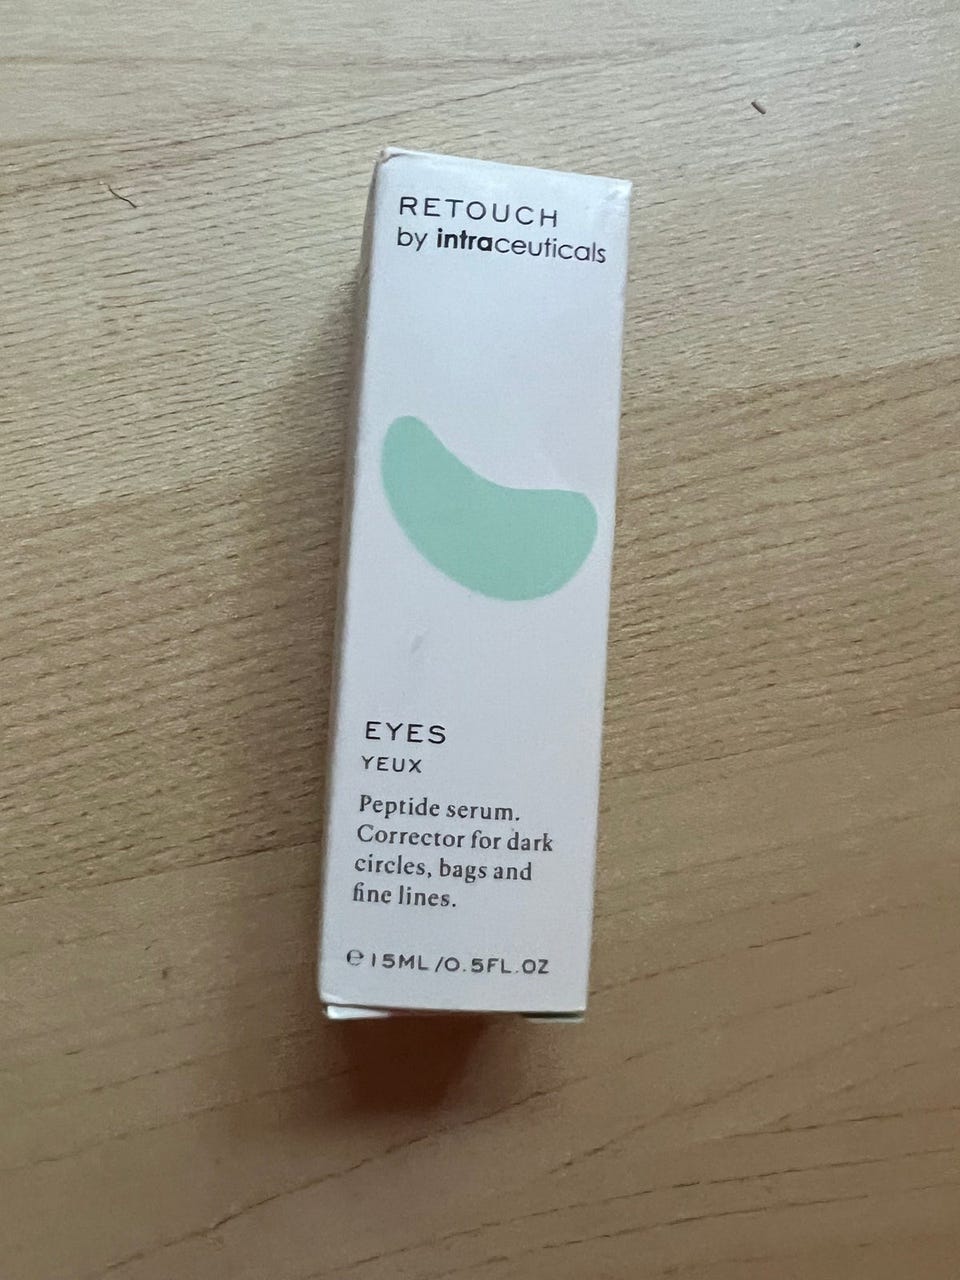 RETOUCH
by intraceuticals
EYES
YEUX
Peptide serum.
Corrector for dark
circles, bags and
fine lines.
℮15ML/0.5FL.OZ